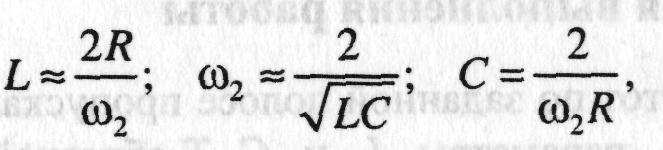 L ≈ 2R/ω₂; ω₂ ≈ 2/√LC; C = 2/ω₂R,